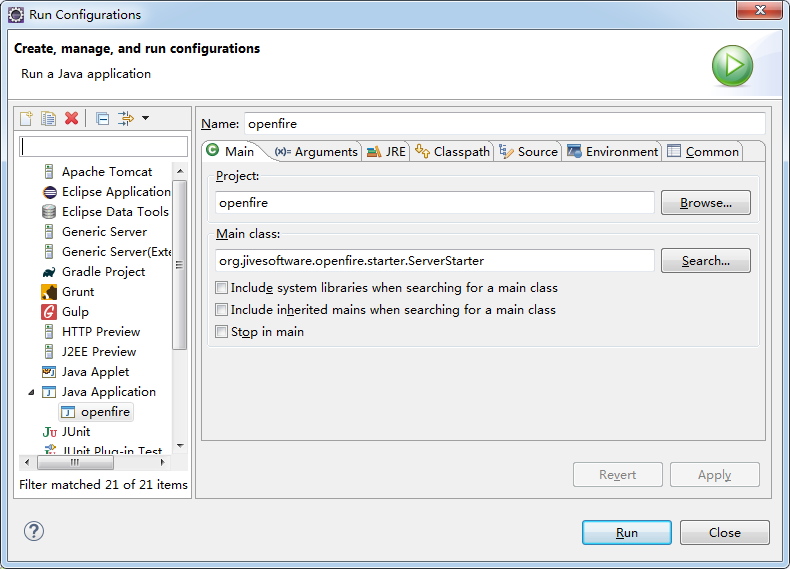 Run Configurations
Create, manage, and run configurations
Run a Java application
Name: openfire
Main (x)= Arguments JRE Classpath Source Environment Common
Project:
openfire Browse...
Main class:
org.jivesoftware.openfire.starter.ServerStarter Search...
Include system libraries when searching for a main class
Include inherited mains when searching for a main class
Stop in main
Apache Tomcat
Eclipse Application
Eclipse Data Tools
Generic Server
Generic Server(Exte
Gradle Project
Grunt
Gulp
HTTP Preview
J2EE Preview
Java Applet
Java Application
openfire
JUnit
JUnit Plug-in Test
Filter matched 21 of 21 items
Revert Apply
Run Close